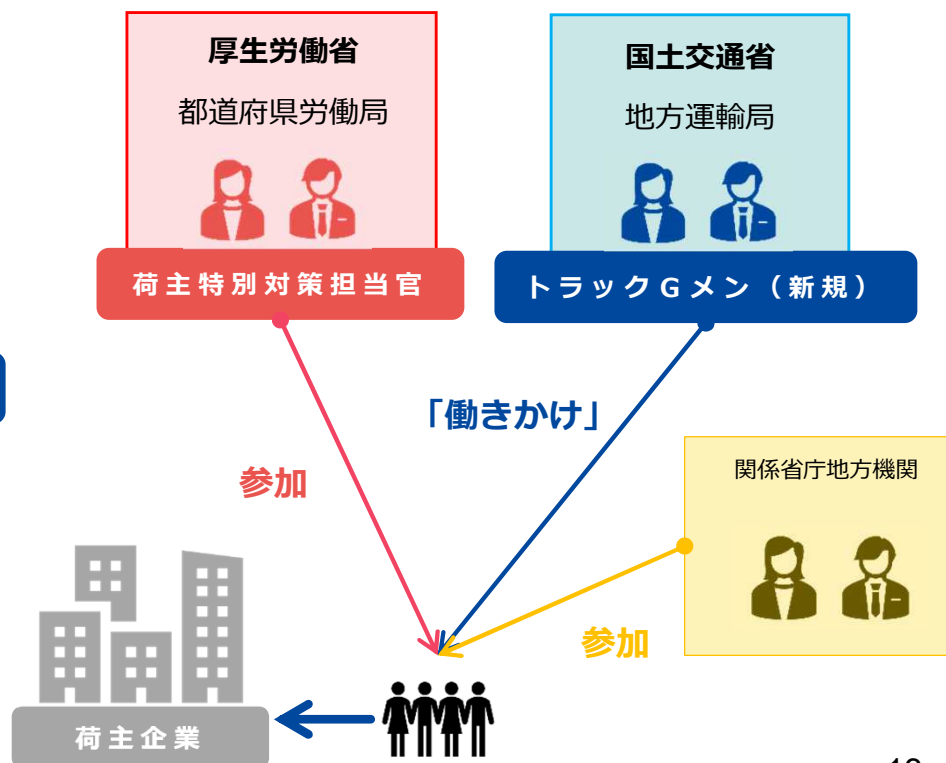 厚生労働省
都道府県労働局
荷主特別対策担当官
国土交通省
地方運輸局
トラックGメン（新規）
「働きかけ」
参加
関係省庁地方機関
参加
荷主企業